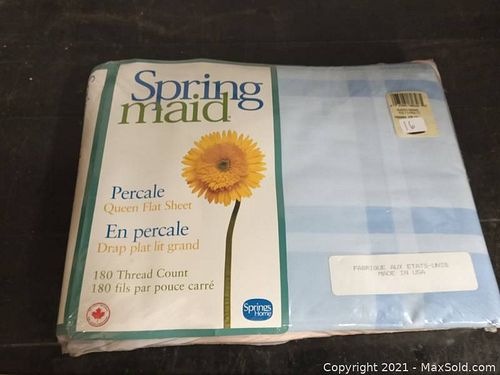 Spring
maid
Percale
Queen Flat Sheet
En percale
Drap plat lit grand
180 Thread Count
180 fils par pouce carré
Springs
Home
16
FABRIQUE AUX ETATS-UNIS
MADE IN USA
Copyright © 2021 - MaxSold.com